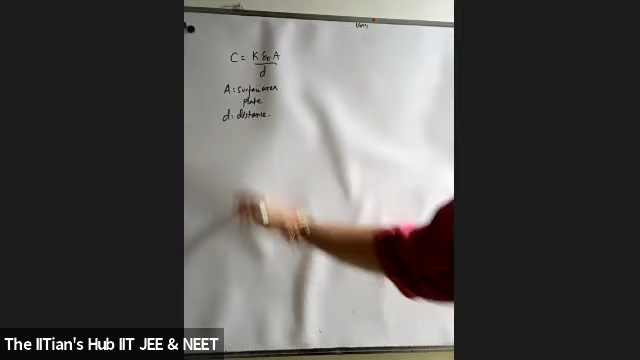 C = K ε₀ A
d
A: surface area
plate
d: distance.
The IITian's Hub IIT JEE & NEET